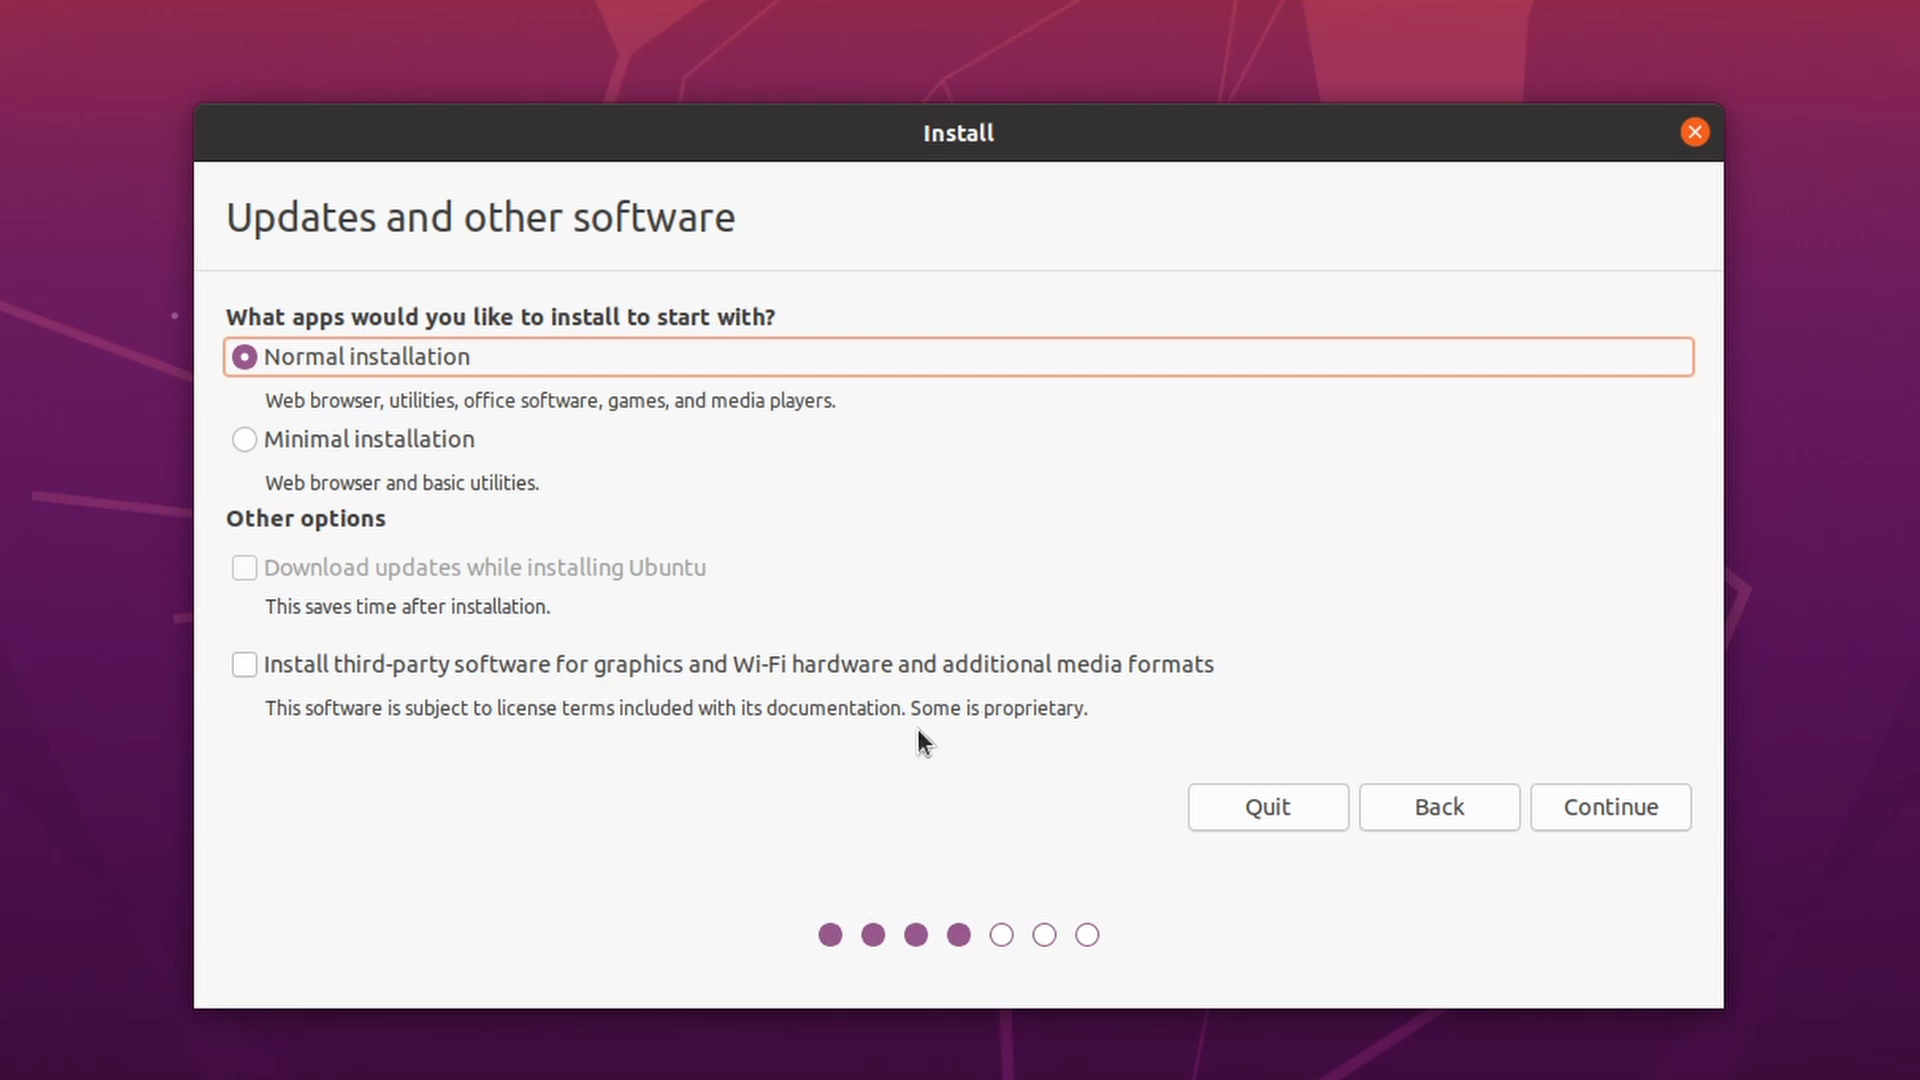 Install
Updates and other software
What apps would you like to install to start with?
Normal installation
Web browser, utilities, office software, games, and media players.
Minimal installation
Web browser and basic utilities.
Other options
Download updates while installing Ubuntu
This saves time after installation.
Install third-party software for graphics and Wi-Fi hardware and additional media formats
This software is subject to license terms included with its documentation. Some is proprietary.
Quit Back Continue